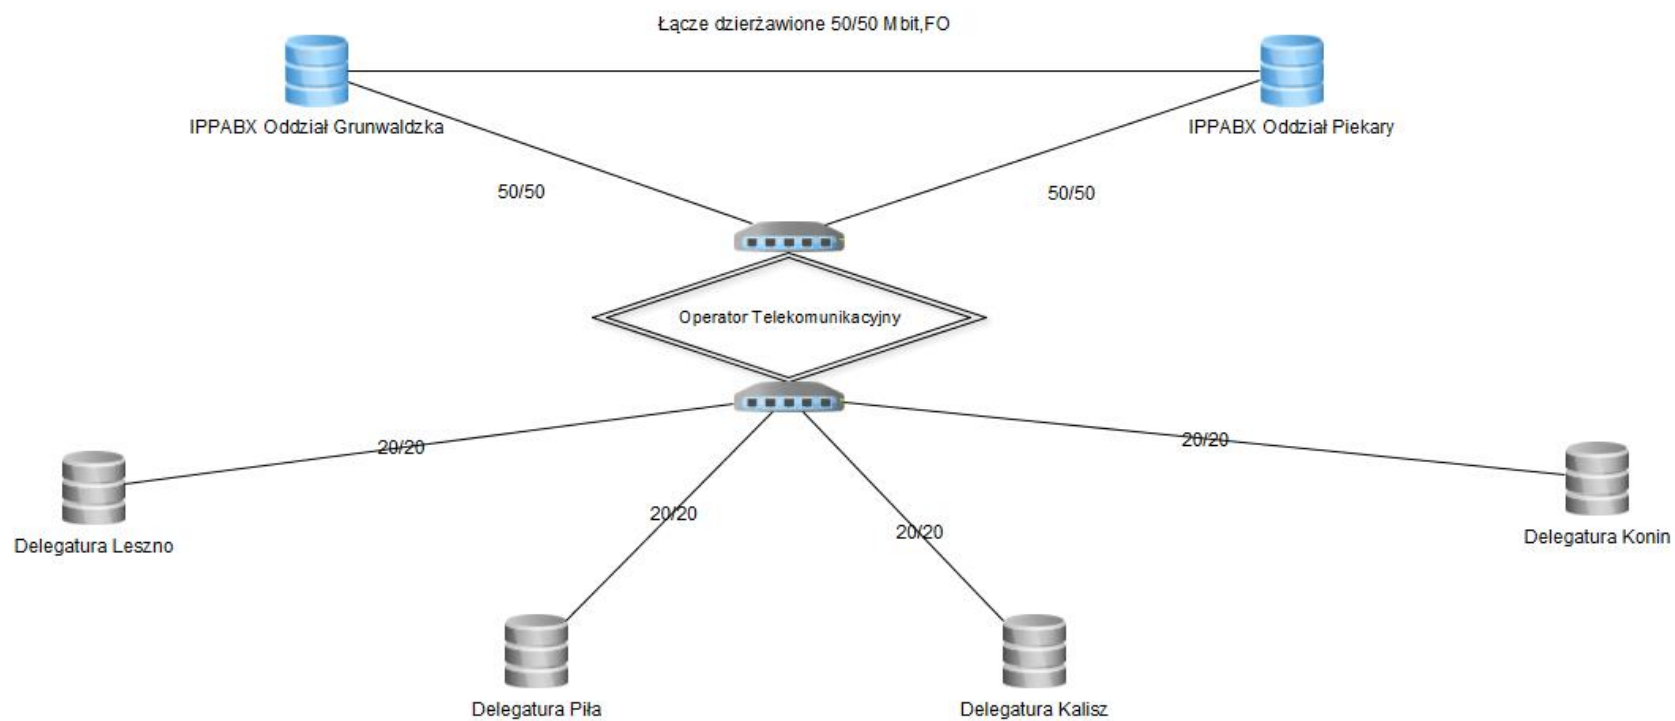 Łącze dzierżawione 50/50 Mbit,FO
IPPABX Oddział Grunwaldzka
IPPABX Oddział Piekary
50/50
50/50
Operator Telekomunikacyjny
20/20
20/20
20/20
20/20
Delegatura Leszno
Delegatura Konin
Delegatura Piła
Delegatura Kalisz